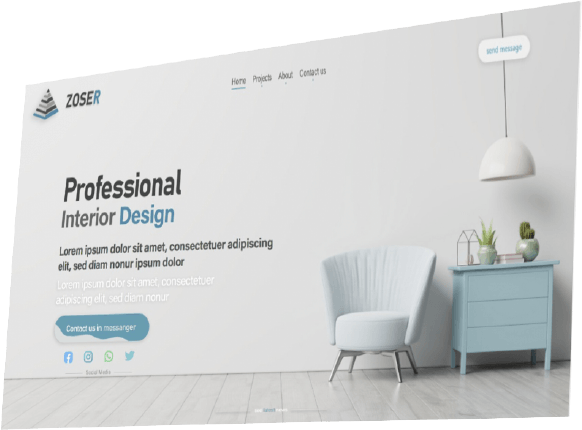 send message
Home Projects About Contact us
ZOSER
Professional
Interior Design
Lorem ipsum dolor sit amet, consectetuer adipiscing
elit, sed diam nonur ipsum dolor
Lorem ipsum dolor sit amet, consectetuer
adipiscing elit, sed diam nonur
Contact us in messanger
Social Media